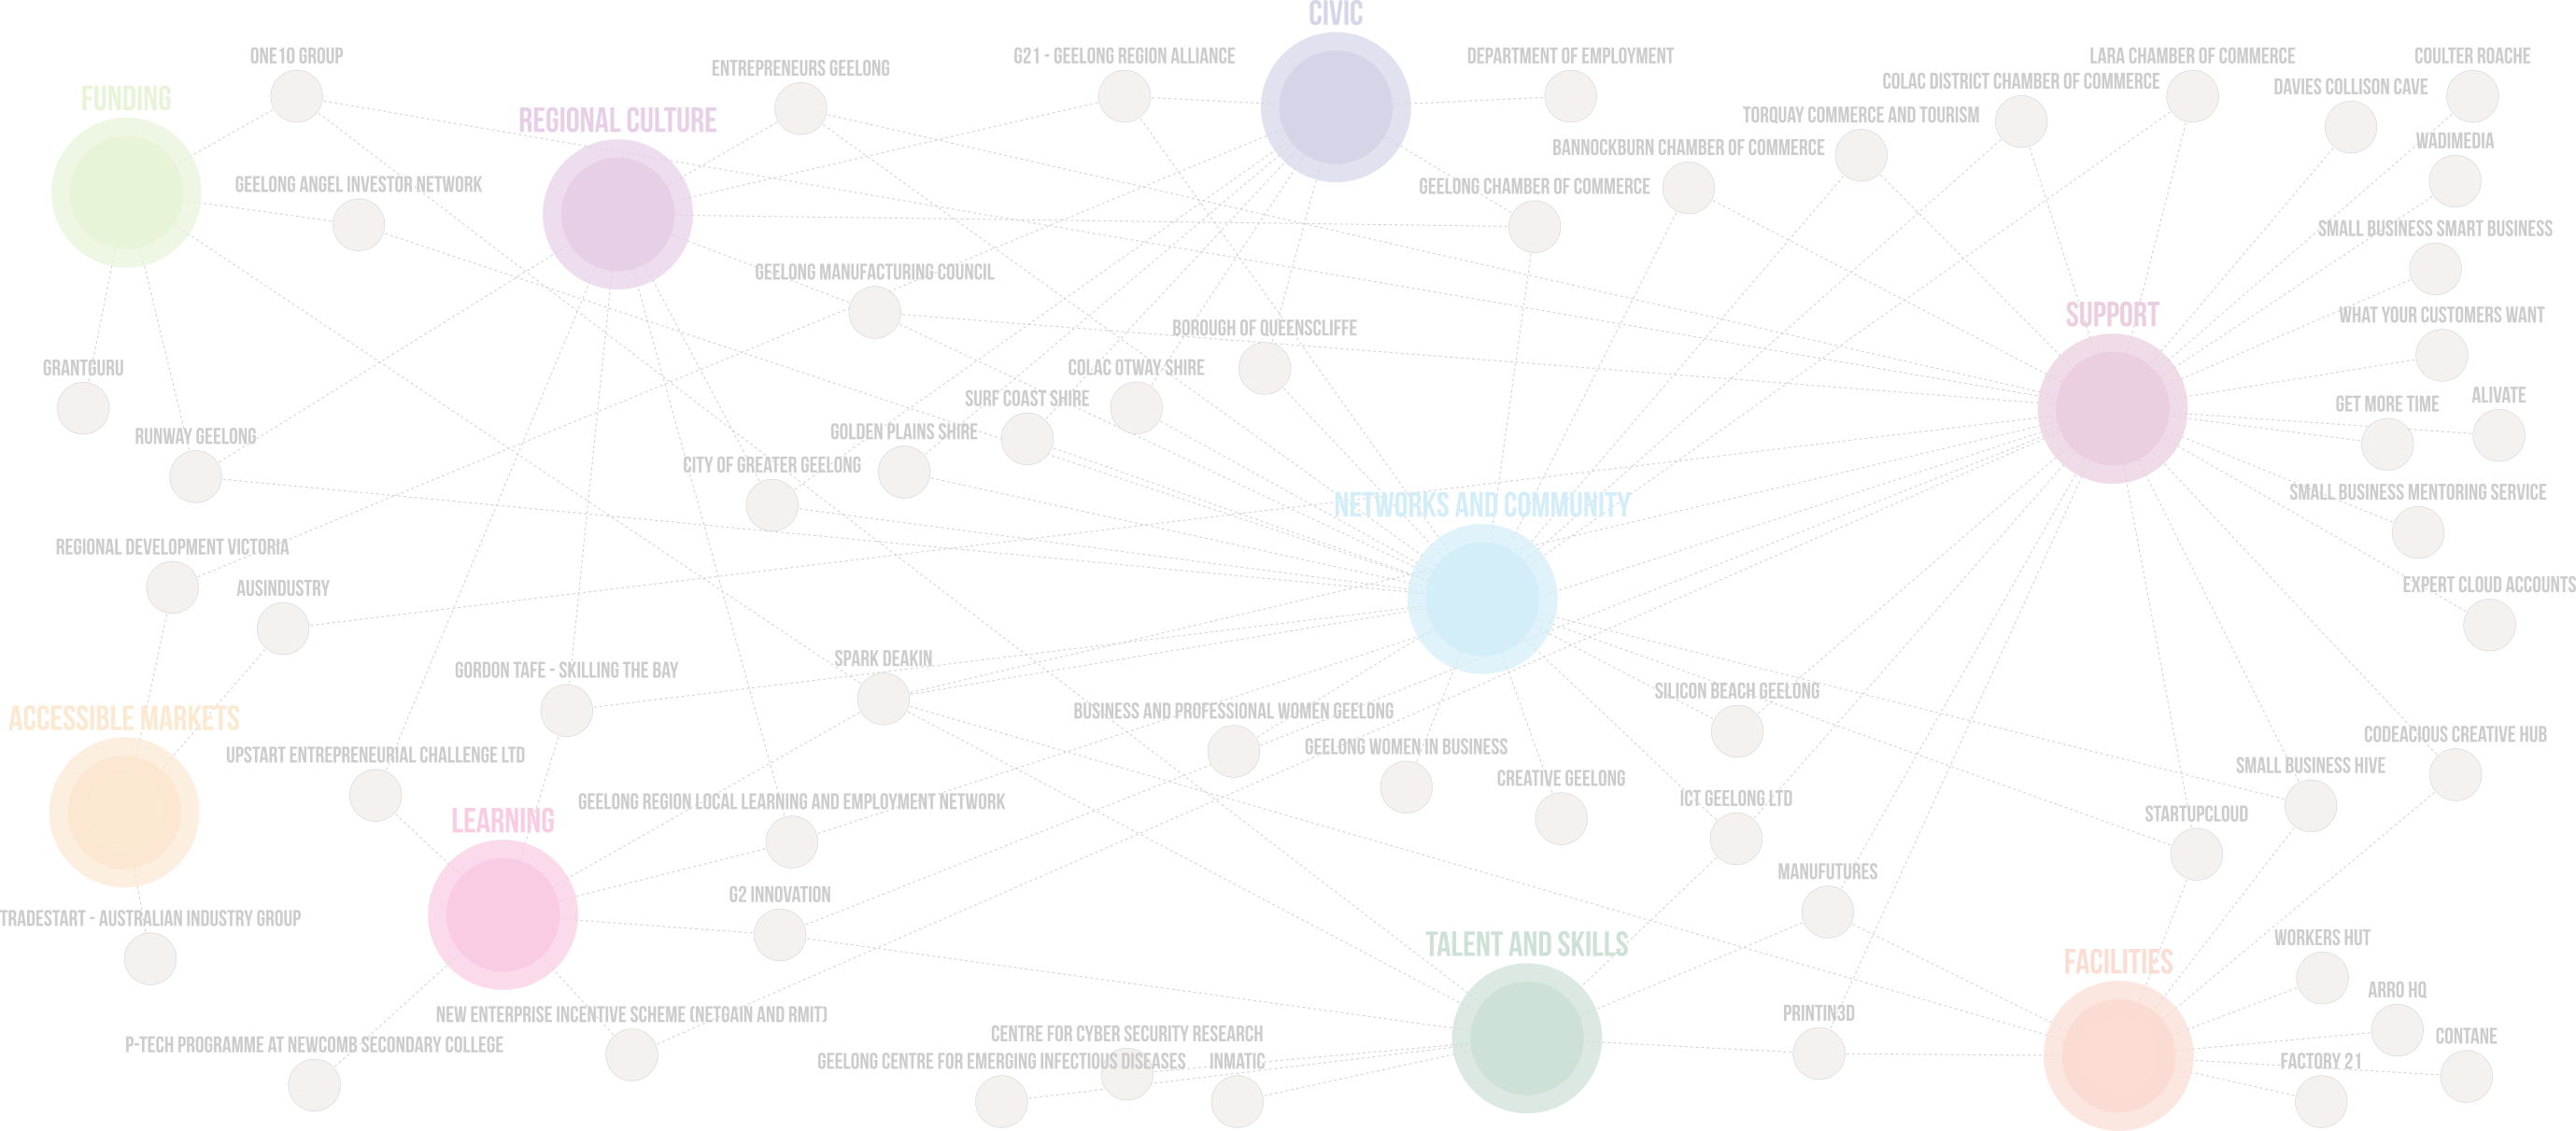 CIVIC
ONE10 GROUP
ENTREPRENEURS GEELONG
G21 - GEELONG REGION ALLIANCE
DEPARTMENT OF EMPLOYMENT
LARA CHAMBER OF COMMERCE
COULTER ROACHE
COLAC DISTRICT CHAMBER OF COMMERCE
DAVIES COLLISON CAVE
FUNDING
REGIONAL CULTURE
TORQUAY COMMERCE AND TOURISM
WADIMEDIA
BANNOCKBURN CHAMBER OF COMMERCE
GEELONG ANGEL INVESTOR NETWORK
GEELONG CHAMBER OF COMMERCE
SMALL BUSINESS SMART BUSINESS
GEELONG MANUFACTURING COUNCIL
SUPPORT
WHAT YOUR CUSTOMERS WANT
BOROUGH OF QUEENSCLIFFE
GRANTGURU
COLAC OTWAY SHIRE
SURF COAST SHIRE
ALIVATE
GET MORE TIME
GOLDEN PLAINS SHIRE
RUNWAY GEELONG
CITY OF GREATER GEELONG
SMALL BUSINESS MENTORING SERVICE
NETWORKS AND COMMUNITY
REGIONAL DEVELOPMENT VICTORIA
AUSINDUSTRY
EXPERT CLOUD ACCOUNTS
SPARK DEAKIN
GORDON TAFE - SKILLING THE BAY
SILICON BEACH GEELONG
ACCESSIBLE MARKETS
BUSINESS AND PROFESSIONAL WOMEN GEELONG
CODEACIOUS CREATIVE HUB
GEELONG WOMEN IN BUSINESS
UPSTART ENTREPRENEURIAL CHALLENGE LTD
SMALL BUSINESS HIVE
CREATIVE GEELONG
GEELONG REGION LOCAL LEARNING AND EMPLOYMENT NETWORK
ICT GEELONG LTD
STARTUPCLOUD
LEARNING
MANUFUTURES
G2 INNOVATION
TRADESTART - AUSTRALIAN INDUSTRY GROUP
TALENT AND SKILLS
WORKERS HUT
FACILITIES
ARRO HQ
NEW ENTERPRISE INCENTIVE SCHEME (NETGAIN AND RMIT)
PRINTIN3D
CENTRE FOR CYBER SECURITY RESEARCH
CONTANE
P-TECH PROGRAMME AT NEWCOMB SECONDARY COLLEGE
GEELONG CENTRE FOR EMERGING INFECTIOUS DISEASES
INMATIC
FACTORY 21